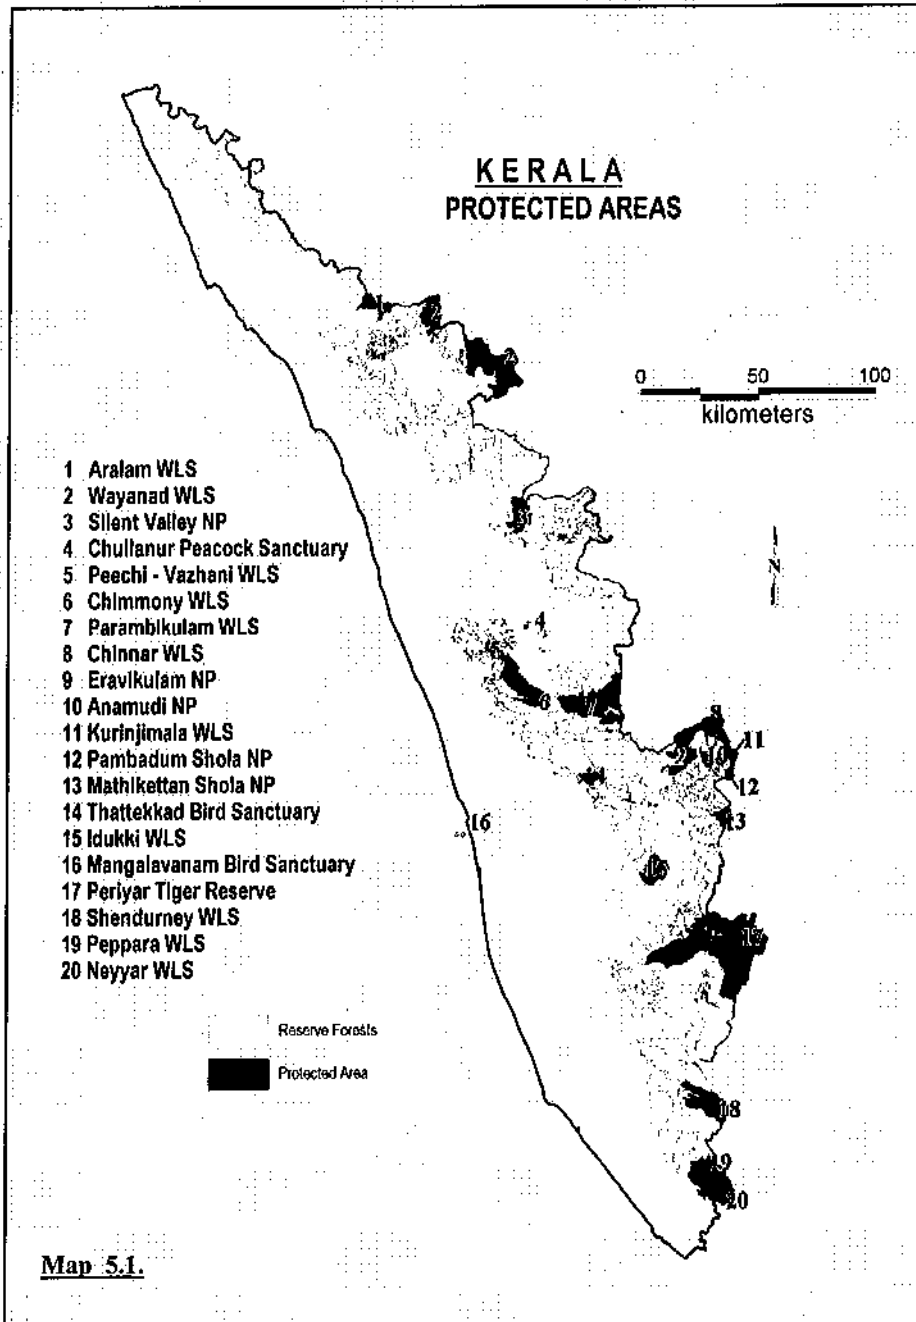 KERALA
PROTECTED AREAS
0 50 100
kilometers
N
1 Aralam WLS
2 Wayanad WLS
3 Silent Valley NP
4 Chullanur Peacock Sanctuary
5 Peechi - Vazhani WLS
6 Chimmony WLS
7 Parambikulam WLS
8 Chinnar WLS
9 Eravikulam NP
10 Anamudi NP
11 Kurinjimala WLS
12 Pambadum Shola NP
13 Mathikettan Shola NP
14 Thattekkad Bird Sanctuary
15 Idukki WLS
16 Mangalavanam Bird Sanctuary
17 Periyar Tiger Reserve
18 Shendurney WLS
19 Peppara WLS
20 Neyyar WLS
Reserve Forests
Protected Area
1
2
2
3
4
6
7
8
9
10
11
12
13
16
17
18
19
20
Map 5.1.